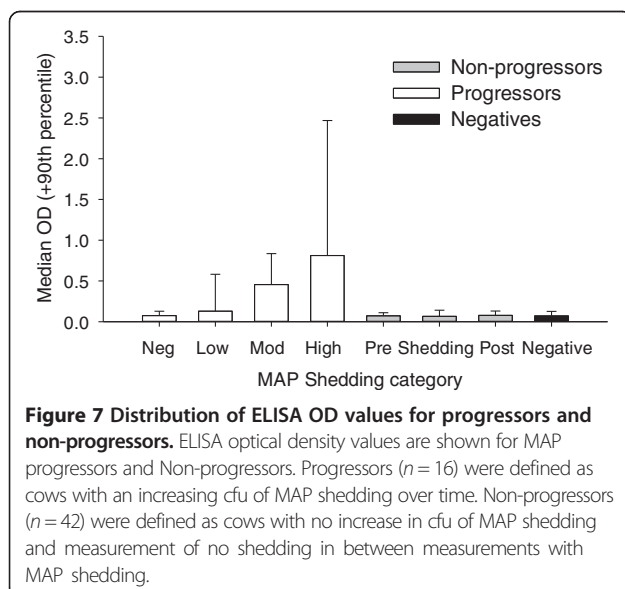 3.5
3.0
2.5
2.0
1.5
1.0
0.5
0.0
Median OD (+90th percentile)
Non-progressors
Progressors
Negatives
Neg Low Mod High Pre Shedding Post Negative
MAP Shedding category
Figure 7 Distribution of ELISA OD values for progressors and
non-progressors. ELISA optical density values are shown for MAP
progressors and Non-progressors. Progressors (n = 16) were defined as
cows with an increasing cfu of MAP shedding over time. Non-progressors
(n = 42) were defined as cows with no increase in cfu of MAP shedding
and measurement of no shedding in between measurements with
MAP shedding.